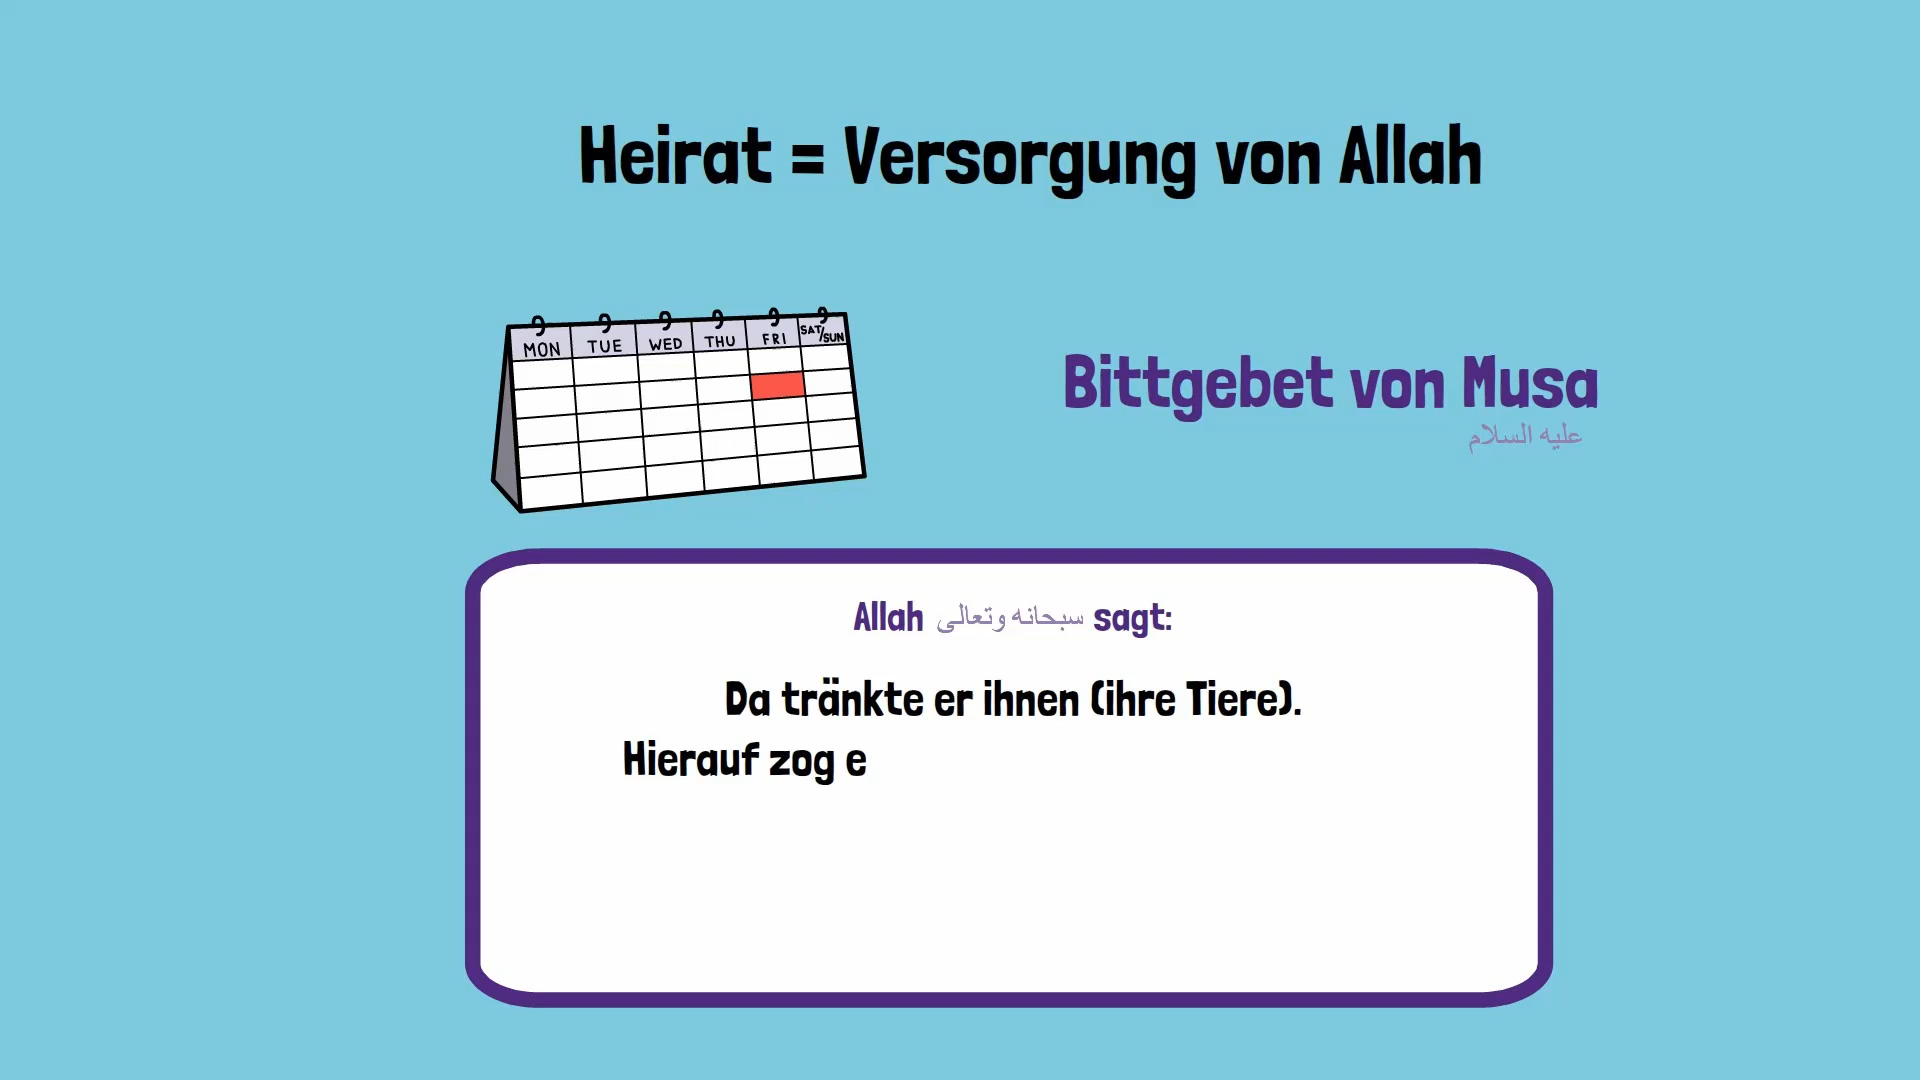 Heirat = Versorgung von Allah
MON TUE WED THU FRI SAT/SUN
Bittgebet von Musa
عليه السلام
Allah سبحانه وتعالى sagt:
Da tränkte er ihnen (ihre Tiere).
Hierauf zog e